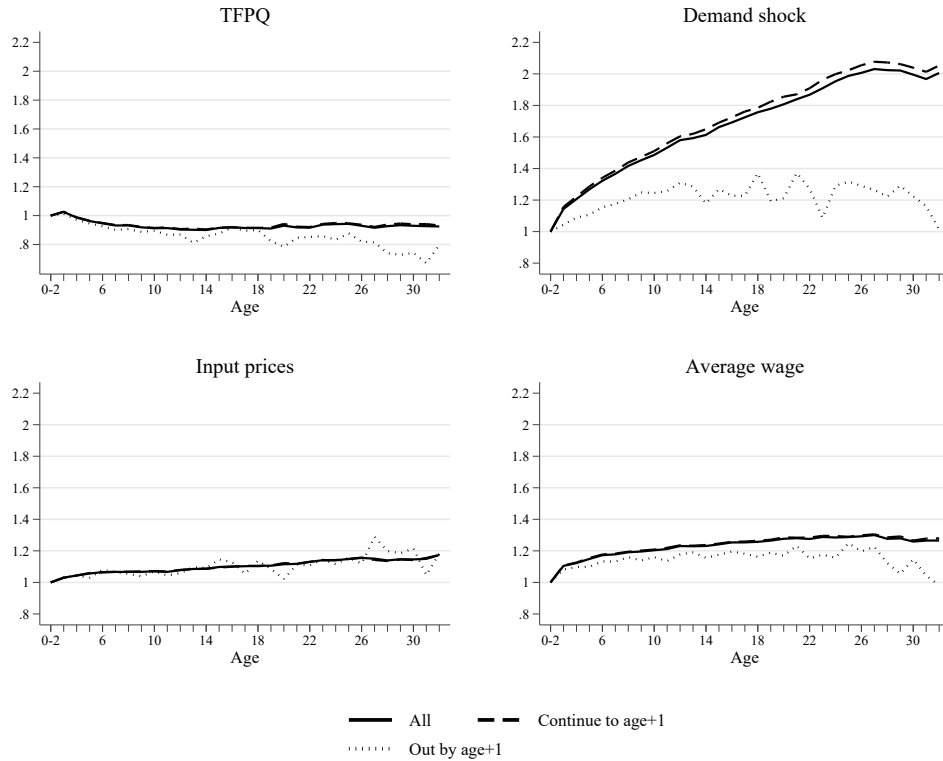 TFPQ
2.2
2
1.8
1.6
1.4
1.2
1
.8
0-2 6 10 14 18 22 26 30
Age
Demand shock
2.2
2
1.8
1.6
1.4
1.2
1
.8
0-2 6 10 14 18 22 26 30
Age
Input prices
2.2
2
1.8
1.6
1.4
1.2
1
.8
0-2 6 10 14 18 22 26 30
Age
Average wage
2.2
2
1.8
1.6
1.4
1.2
1
.8
0-2 6 10 14 18 22 26 30
Age
All Continue to age+1
Out by age+1